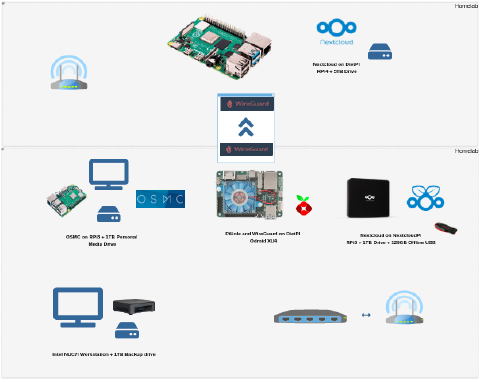 Homelab
nextcloud
Nextcloud on DietPi
RPi4 + 2TB Drive
WireGuard
WireGuard
Homelab
OSMC
OSMC on RPi3 + 1TB Personal
Media Drive
PiHole and WireGuard on DietPi
Odroid XU4
Nextcloud on NextcloudPi
RPi3 + 1TB Drive + 128GB Offline USB
Intel NUC7i Workstation + 1TB Backup drive